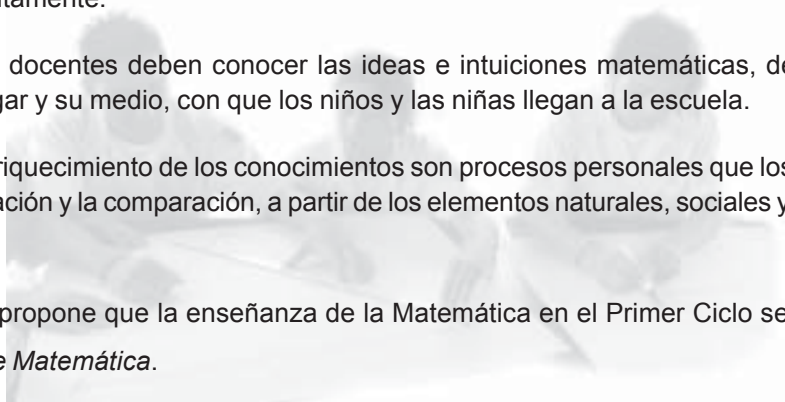 docentes deben conocer las ideas e intuiciones matemáticas, de
gar y su medio, con que los niños y las niñas llegan a la escuela.
riquecimiento de los conocimientos son procesos personales que los
ación y la comparación, a partir de los elementos naturales, sociales y
propone que la enseñanza de la Matemática en el Primer Ciclo se
e Matemática.